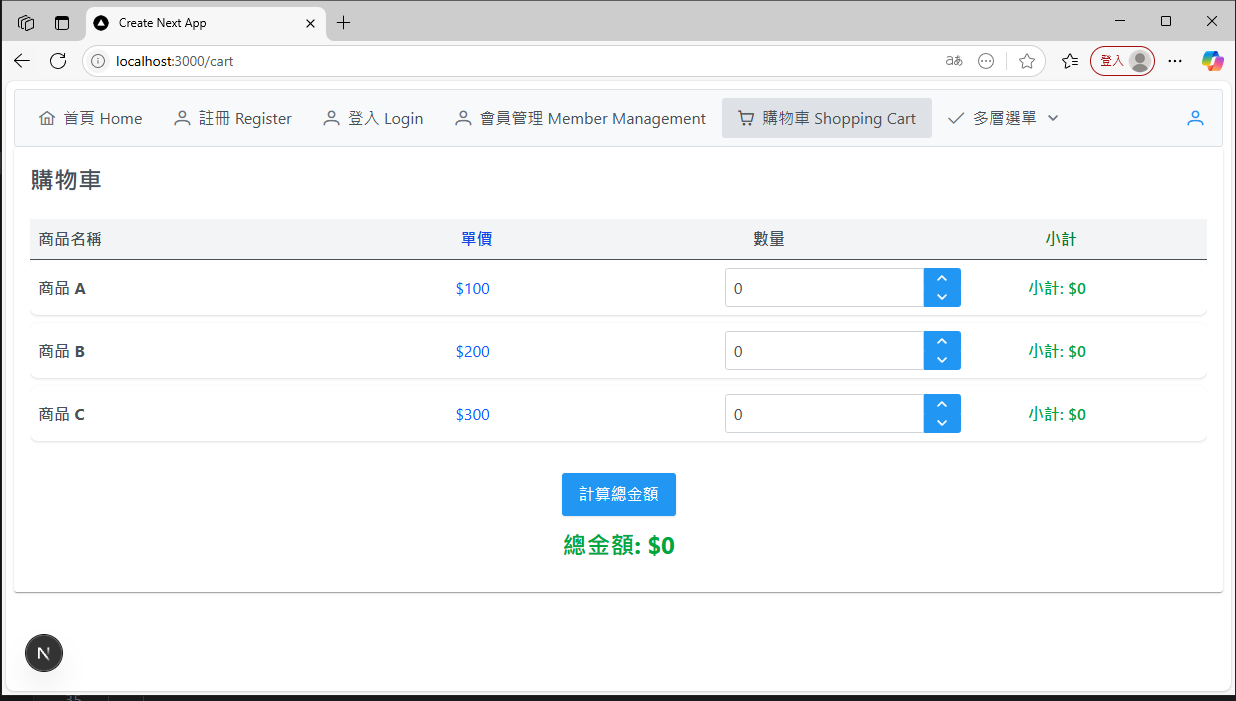 Create Next App
localhost:3000/cart
aあ
登入
首頁 Home 註冊 Register 登入 Login 會員管理 Member Management 購物車 Shopping Cart 多層選單
購物車
商品名稱 單價 數量 小計
商品 A $100 0 小計: $0
商品 B $200 0 小計: $0
商品 C $300 0 小計: $0
計算總金額
總金額: $0
N